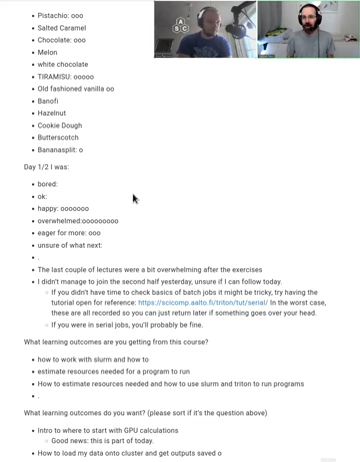 Pistachio: ooo
Salted Caramel
Chocolate: ooo
Melon
white chocolate
TIRAMISU: ooooo
Old fashioned vanilla oo
Banofi
Hazelnut
Cookie Dough
Butterscotch
Bananasplit: o
Day 1/2 I was:
bored:
ok:
happy: ooooooo
overwhelmed:ooooooooo
eager for more: ooo
unsure of what next:
.
The last couple of lectures were a bit overwhelming after the exercises
I didn't manage to join the second half yesterday, unsure if I can follow today.
If you didn't have time to check basics of batch jobs it might be tricky, try having the
tutorial open for reference: https://scicomp.aalto.fi/triton/tut/serial/ In the worst case,
these are all recorded so you can just return later if something goes over your head.
If you were in serial jobs, you'll probably be fine.
What learning outcomes are you getting from this course?
how to work with slurm and how to
estimate resources needed for a program to run
How to estimate resources needed and how to use slurm and triton to run programs
.
What learning outcomes do you want? (please sort if it's the question above)
Intro to where to start with GPU calculations
Good news: this is part of today.
How to load my data onto cluster and get outputs saved o
A
B C